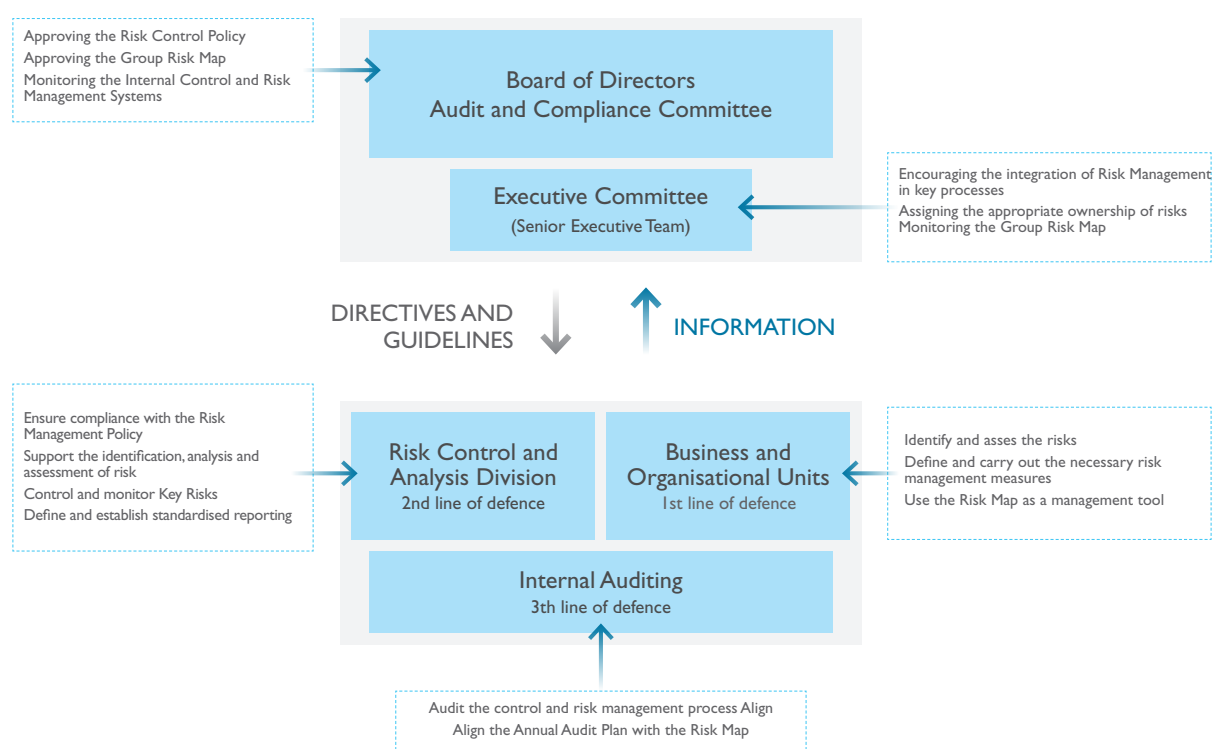 Approving the Risk Control Policy
Approving the Group Risk Map
Monitoring the Internal Control and Risk
Management Systems
Board of Directors
Audit and Compliance Committee
Executive Committee
(Senior Executive Team)
Encouraging the integration of Risk Management
in key processes
Assigning the appropriate ownership of risks
Monitoring the Group Risk Map
DIRECTIVES AND
GUIDELINES
INFORMATION
Ensure compliance with the Risk
Management Policy
Support the identification, analysis and
assessment of risk
Control and monitor Key Risks
Define and establish standardised reporting
Risk Control and
Analysis Division
2nd line of defence
Business and
Organisational Units
1st line of defence
Identify and asses the risks
Define and carry out the necessary risk
management measures
Use the Risk Map as a management tool
Internal Auditing
3th line of defence
Audit the control and risk management process Align
Align the Annual Audit Plan with the Risk Map